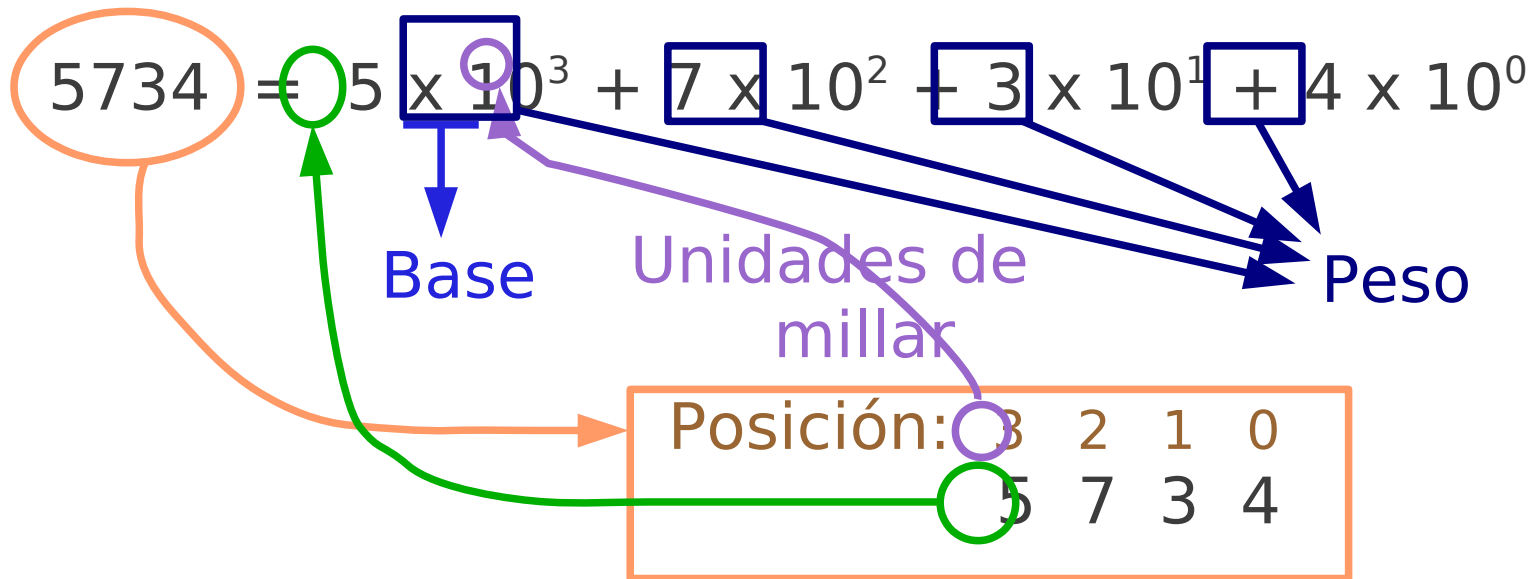 5734 = 5 x 10³ + 7 x 10² + 3 x 10¹ + 4 x 10⁰
Base
Unidades de
millar
Peso
Posición: 3 2 1 0
5 7 3 4